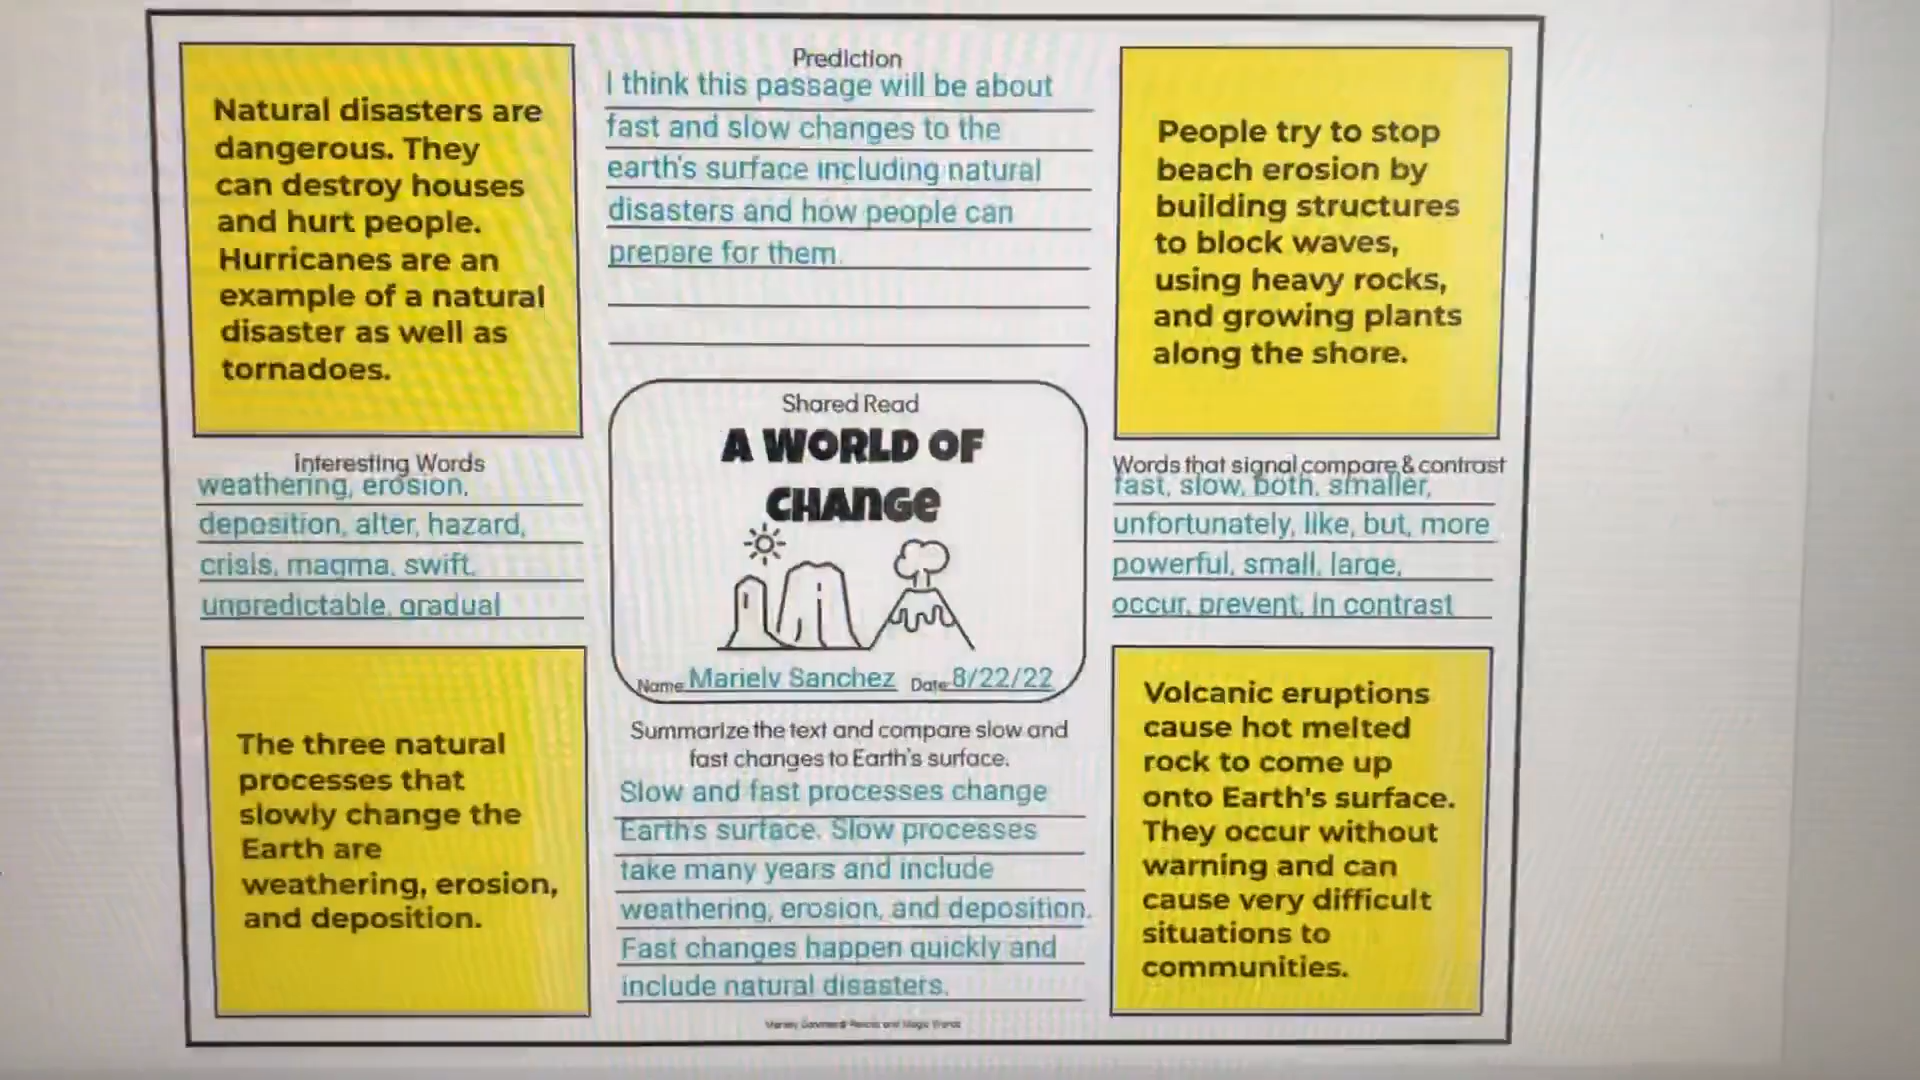 Natural disasters are
dangerous. They
can destroy houses
and hurt people.
Hurricanes are an
example of a natural
disaster as well as
tornadoes.
Prediction
I think this passage will be about
fast and slow changes to the
earth's surface including natural
disasters and how people can
prepare for them.
People try to stop
beach erosion by
building structures
to block waves,
using heavy rocks,
and growing plants
along the shore.
Interesting Words
weathering, erosion,
deposition, alter, hazard,
crisis, magma, swift,
unpredictable, gradual
Shared Read
A WORLD OF
CHANGE
Name Mariely Sanchez Date 8/22/22
Words that signal compare & contrast
fast, slow, both, smaller,
unfortunately, like, but, more
powerful, small, large,
occur, prevent, in contrast
The three natural
processes that
slowly change the
Earth are
weathering, erosion,
and deposition.
Summarize the text and compare slow and
fast changes to Earth's surface.
Slow and fast processes change
Earth's surface. Slow processes
take many years and include
weathering, erosion, and deposition.
Fast changes happen quickly and
include natural disasters.
Volcanic eruptions
cause hot melted
rock to come up
onto Earth's surface.
They occur without
warning and can
cause very difficult
situations to
communities.
and Magic Words